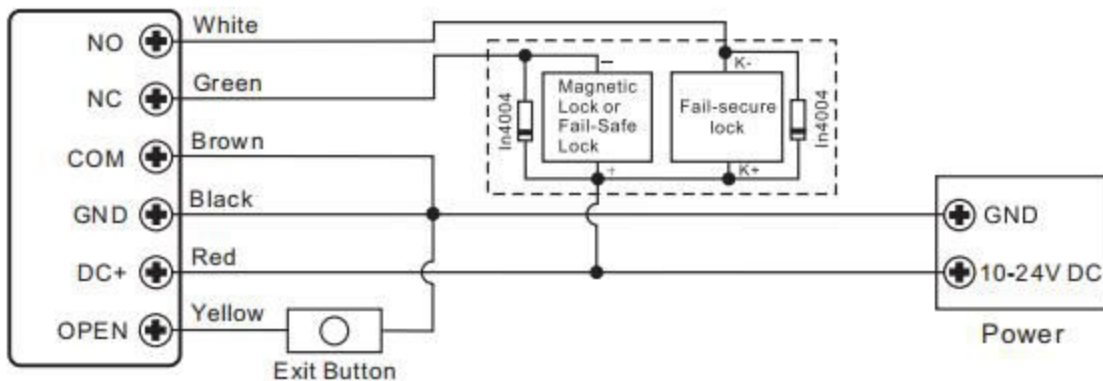 NO
White
NC
Green
COM
Brown
GND
Black
DC+
Red
OPEN
Yellow
Exit Button
In4004
−
Magnetic
Lock or
Fail-Safe
Lock
+
K-
Fail-secure
lock
K+
In4004
GND
10-24V DC
Power